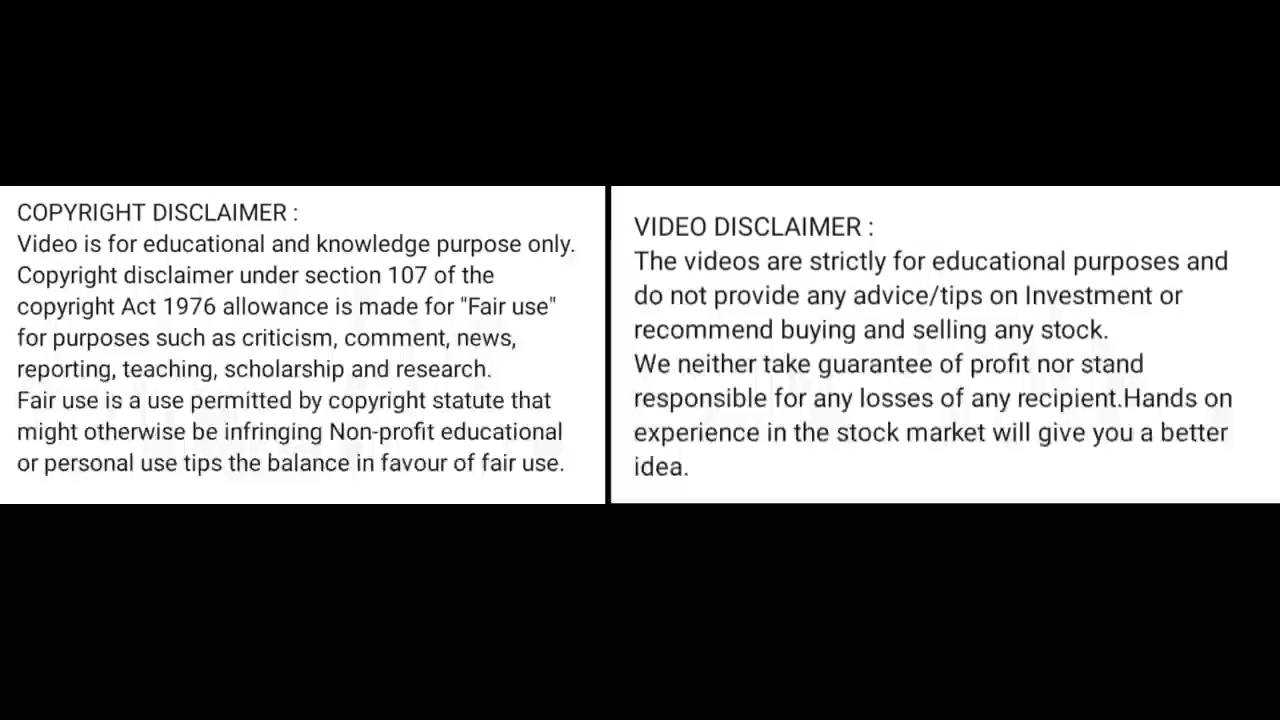 COPYRIGHT DISCLAIMER :
Video is for educational and knowledge purpose only.
Copyright disclaimer under section 107 of the
copyright Act 1976 allowance is made for "Fair use"
for purposes such as criticism, comment, news,
reporting, teaching, scholarship and research.
Fair use is a use permitted by copyright statute that
might otherwise be infringing Non-profit educational
or personal use tips the balance in favour of fair use.
VIDEO DISCLAIMER :
The videos are strictly for educational purposes and
do not provide any advice/tips on Investment or
recommend buying and selling any stock.
We neither take guarantee of profit nor stand
responsible for any losses of any recipient.Hands on
experience in the stock market will give you a better
idea.